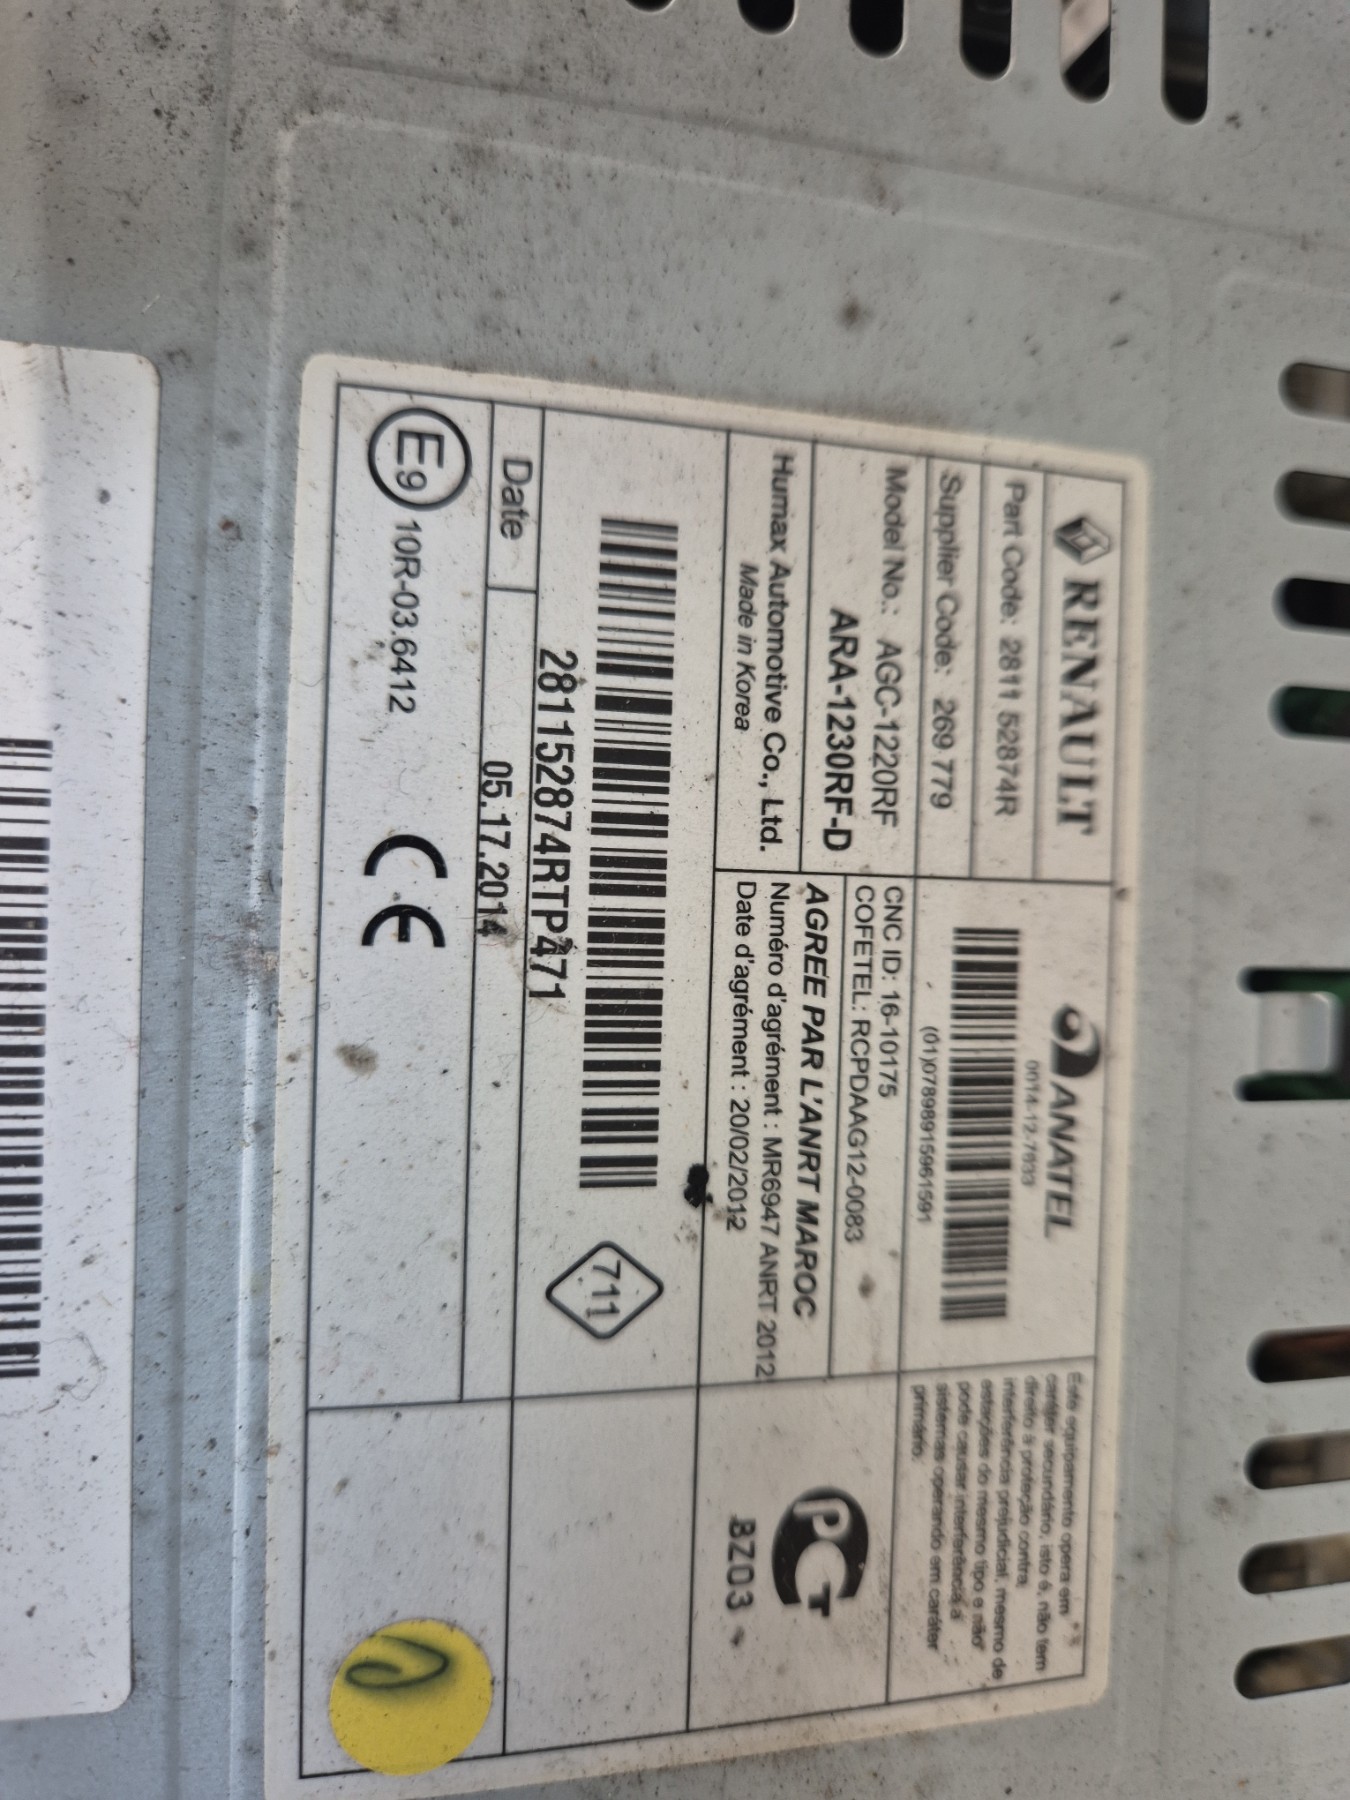 RENAULT
Part Code: 2811 52874R
Supplier Code: 269 779
Model No.: AGC-1220RF
ARA-1230RF-D
Humax Automotive Co., Ltd.
Made in Korea
ANATEL
0014-12-7633
(01)07898915961591
CNC ID: 16-10175
COFETEL: RCPDAAG12-0083
AGREE PAR L'ANRT MAROC
Numéro d'agrément : MR6947 ANRT 2012
Date d'agrément : 20/02/2012
Este equipamento opera em
caráter secundário, isto é, não tem
direito a proteção contra
interferência prejudicial, mesmo de
estações do mesmo tipo e não
pode causar interferência a
sistemas operando em caráter
primário.
PCT
BZ03
281152874RTP471
711
Date
05.17.2014
E9
10R-03.6412
CE